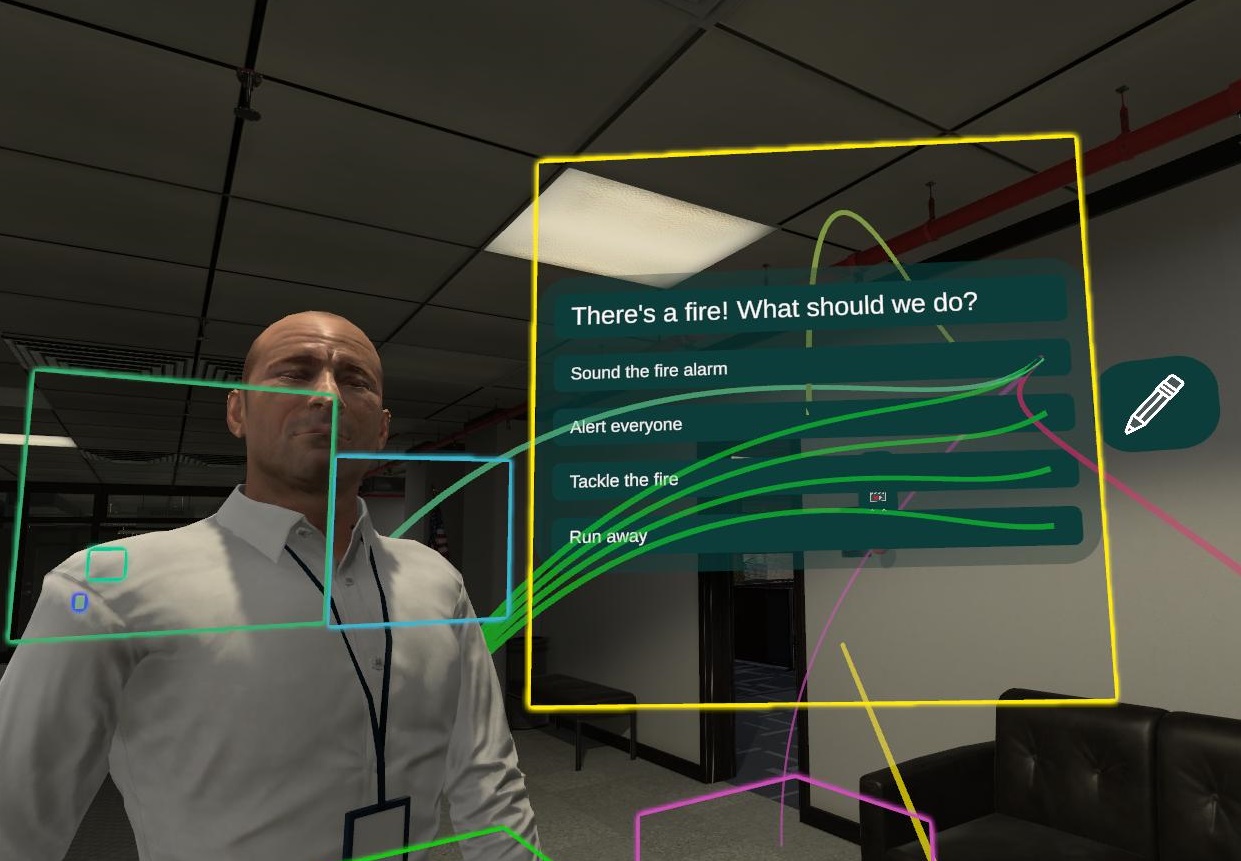 There's a fire! What should we do?
Sound the fire alarm
Alert everyone
Tackle the fire
Run away